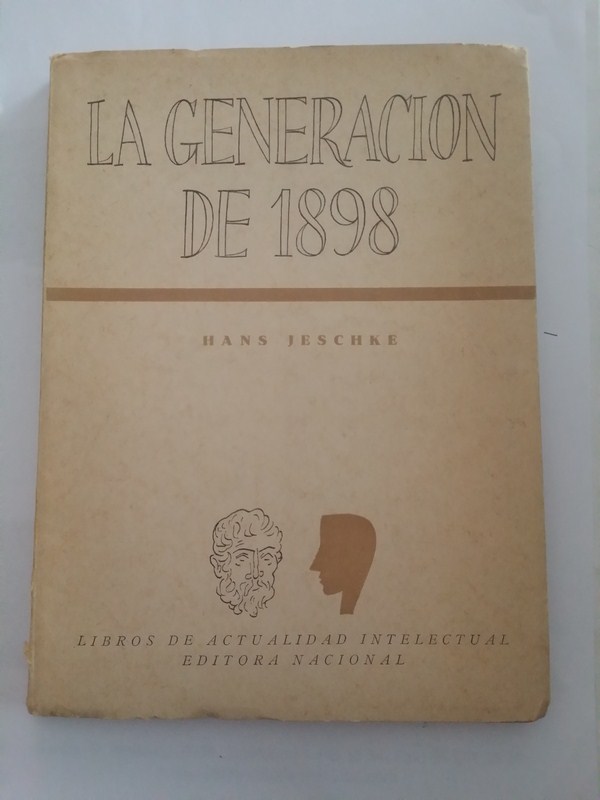 LA GENERACION
DE 1898
HANS JESCHKE
LIBROS DE ACTUALIDAD INTELECTUAL
EDITORA NACIONAL